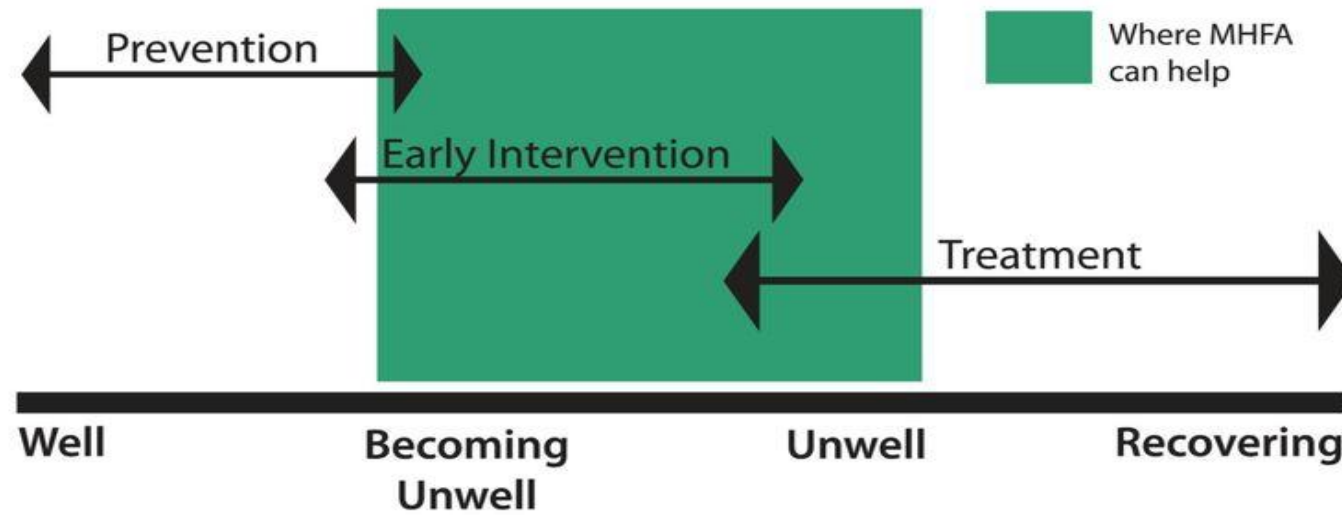 Prevention
Where MHFA
can help
Early Intervention
Treatment
Well
Becoming
Unwell
Unwell
Recovering